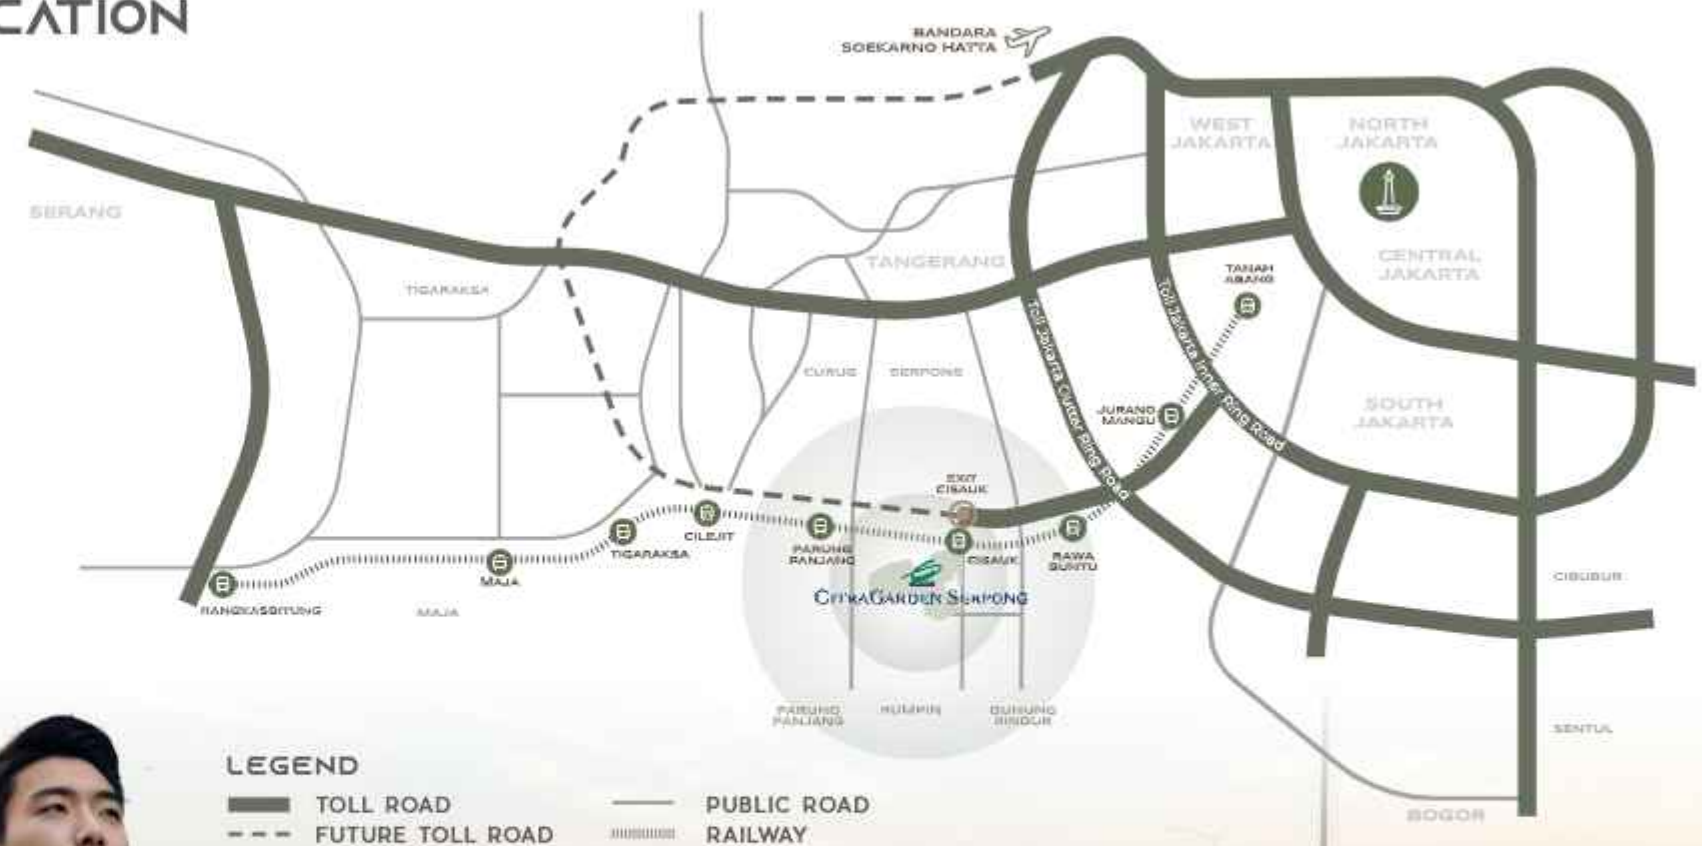 CATION
BANDARA
SOEKARNO HATTA
WEST
JAKARTA
NORTH
JAKARTA
SERANG
TANGERANG
CENTRAL
JAKARTA
TANAH
ABANG
TIGARAKSA
Toll Jakarta Outter Ring Road
Toll Jakarta Inner Ring Road
CURUG
SERPONG
JURANG
MANGU
SOUTH
JAKARTA
EXIT
CISAUK
CILEJIT
TIGARAKSA
PARUNG
PANJANG
CISAUK
RAWA
BUNTU
MAJA
CITRAGARDEN SERPONG
CIBUBUR
RANGKASBITUNG
MAJA
PARUNG
PANJANG
RUMPIN
GUNUNG
SINDUR
SENTUL
BOGOR
LEGEND
TOLL ROAD
PUBLIC ROAD
FUTURE TOLL ROAD
RAILWAY